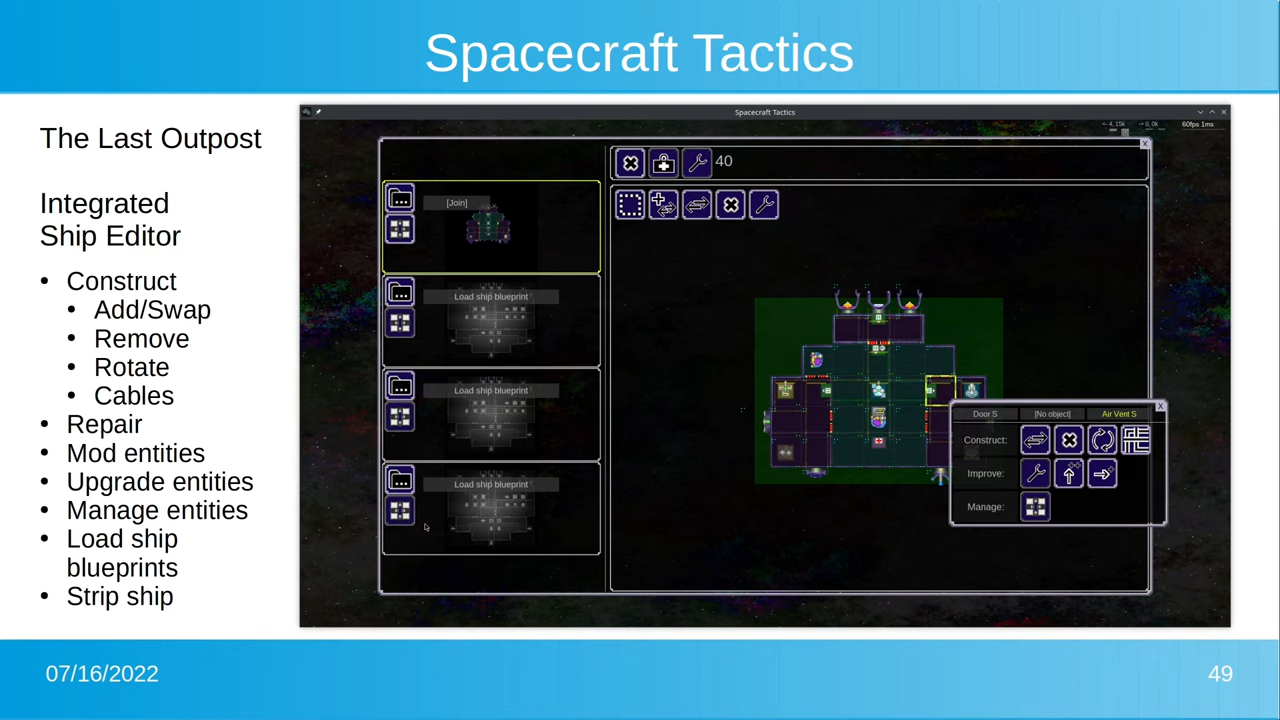 Spacecraft Tactics
The Last Outpost
Integrated
Ship Editor
• Construct
• Add/Swap
• Remove
• Rotate
• Cables
• Repair
• Mod entities
• Upgrade entities
• Manage entities
• Load ship
blueprints
• Strip ship
Spacecraft Tactics
60fps 1ms
X
40
[Join]
Load ship blueprint
Load ship blueprint
Load ship blueprint
X
Door S [No object] Air Vent S
Construct:
Improve:
Manage:
07/16/2022
49